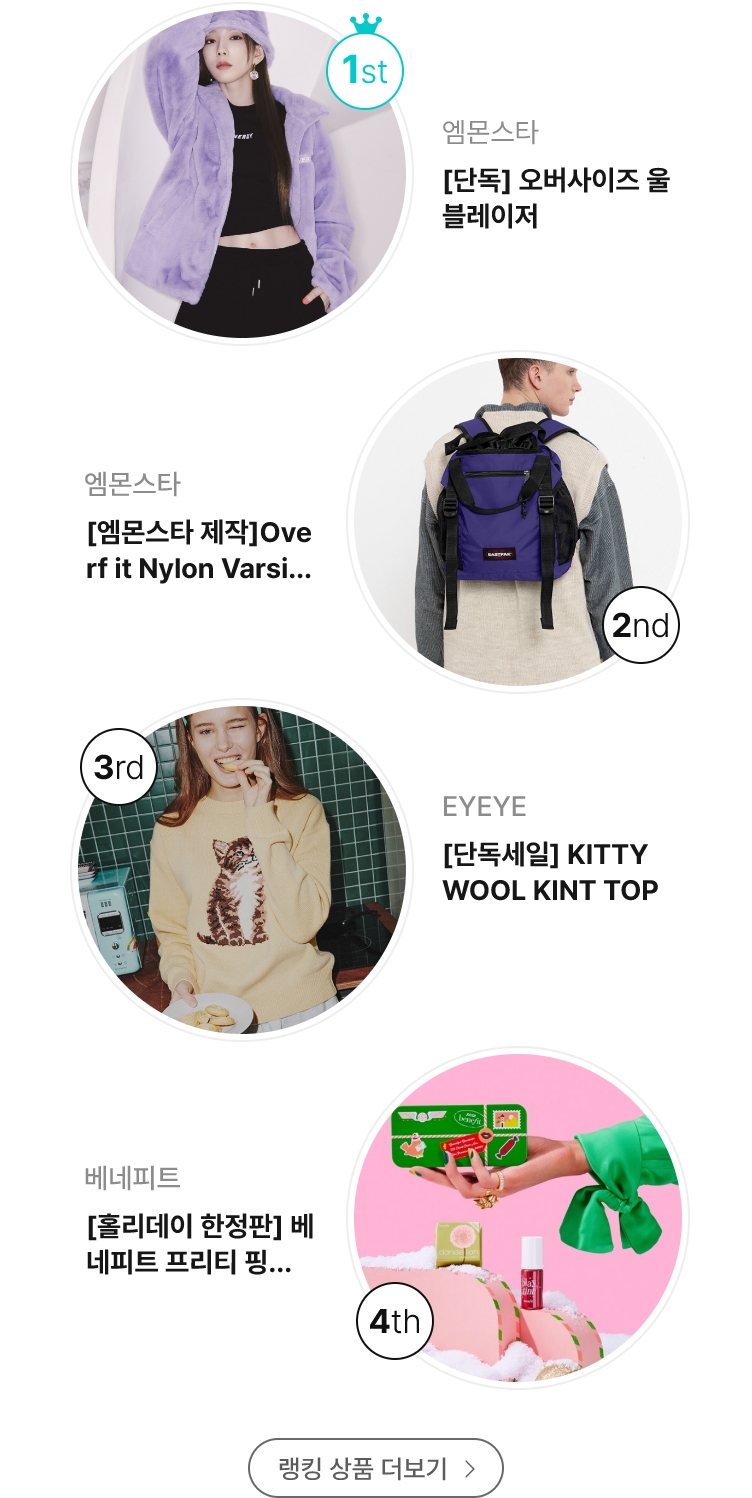 1st
엠몬스타
[단독] 오버사이즈 울
블레이저
엠몬스타
[엠몬스타 제작]Ove
rf it Nylon Varsi...
EASTPAK
2nd
3rd
EYEYE
[단독세일] KITTY
WOOL KINT TOP
benefit
베네피트
[홀리데이 한정판] 베
네피트 프리티 핑...
4th
랭킹 상품 더보기 >